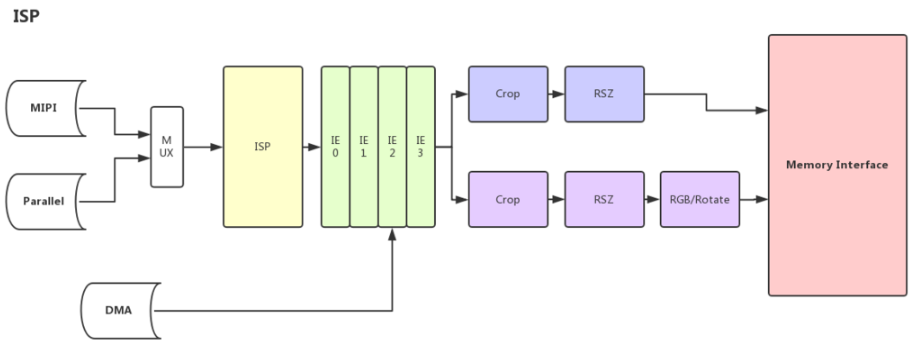 ISP
MIPI
Parallel
DMA
M
UX
ISP
IE
0
IE
1
IE
2
IE
3
Crop
RSZ
Crop
RSZ
RGB/Rotate
Memory Interface